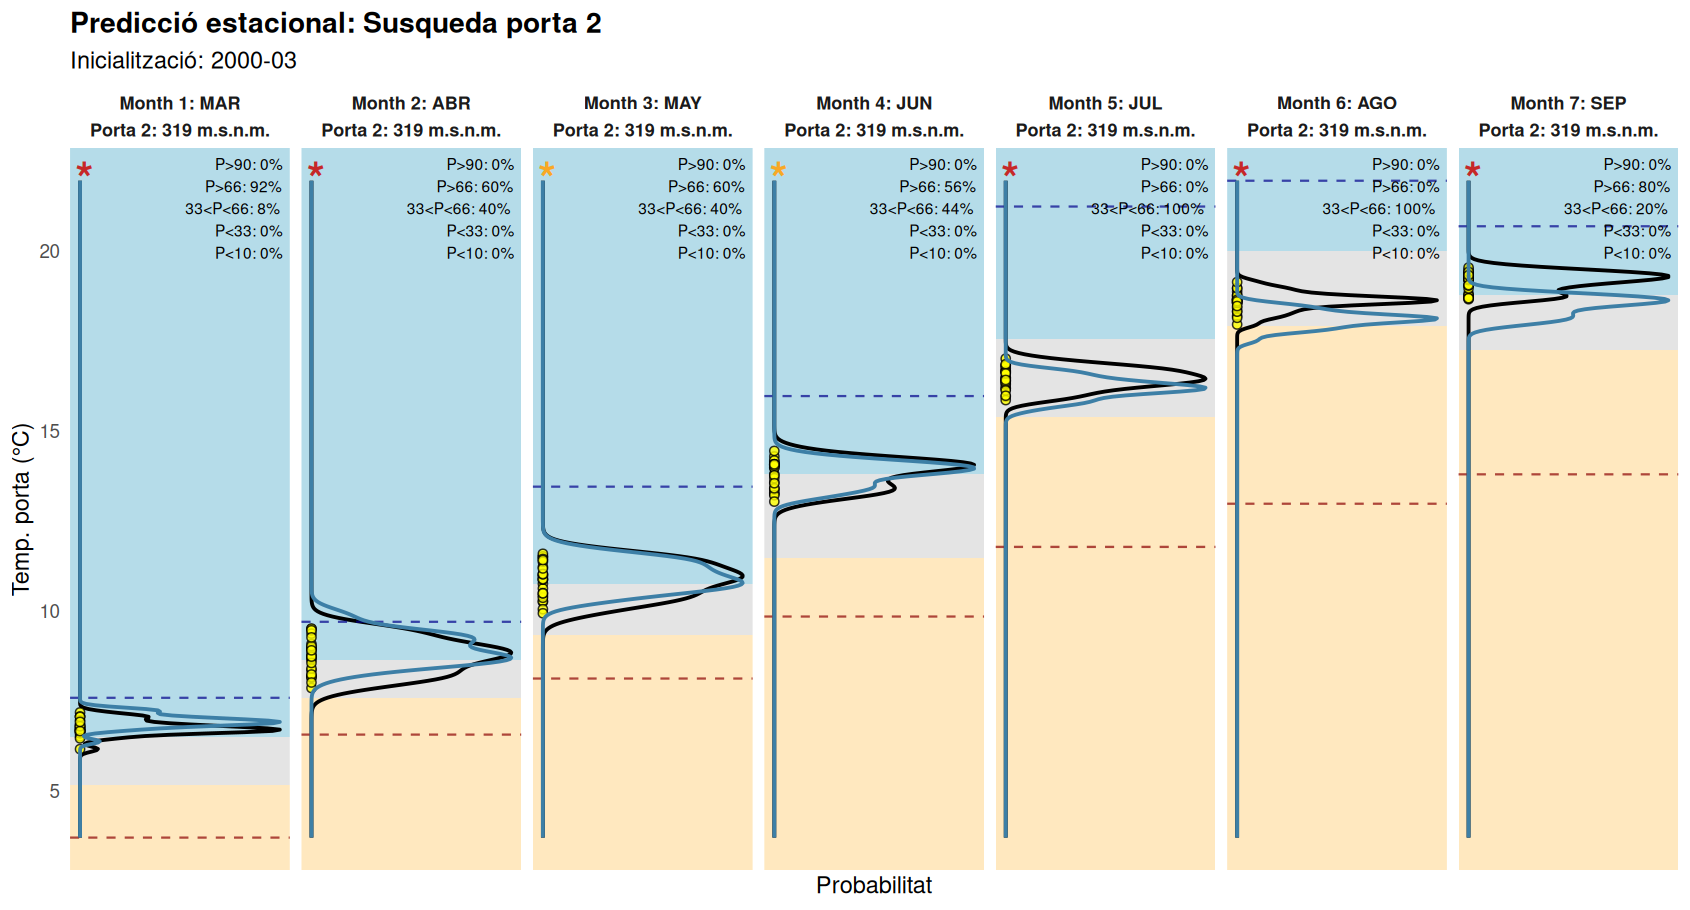 Predicció estacional: Susqueda porta 2
Inicialització: 2000-03
Month 1: MAR
Porta 2: 319 m.s.n.m.
Month 2: ABR
Porta 2: 319 m.s.n.m.
Month 3: MAY
Porta 2: 319 m.s.n.m.
Month 4: JUN
Porta 2: 319 m.s.n.m.
Month 5: JUL
Porta 2: 319 m.s.n.m.
Month 6: AGO
Porta 2: 319 m.s.n.m.
Month 7: SEP
Porta 2: 319 m.s.n.m.
P>90: 0%
P>66: 92%
33<P<66: 8%
P<33: 0%
P<10: 0%
P>90: 0%
P>66: 60%
33<P<66: 40%
P<33: 0%
P<10: 0%
P>90: 0%
P>66: 60%
33<P<66: 40%
P<33: 0%
P<10: 0%
P>90: 0%
P>66: 56%
33<P<66: 44%
P<33: 0%
P<10: 0%
P>90: 0%
P>66: 0%
33<P<66: 100%
P<33: 0%
P<10: 0%
P>90: 0%
P>66: 0%
33<P<66: 100%
P<33: 0%
P<10: 0%
P>90: 0%
P>66: 80%
33<P<66: 20%
P<33: 0%
P<10: 0%
Temp. porta (°C)
20
15
10
5
Probabilitat